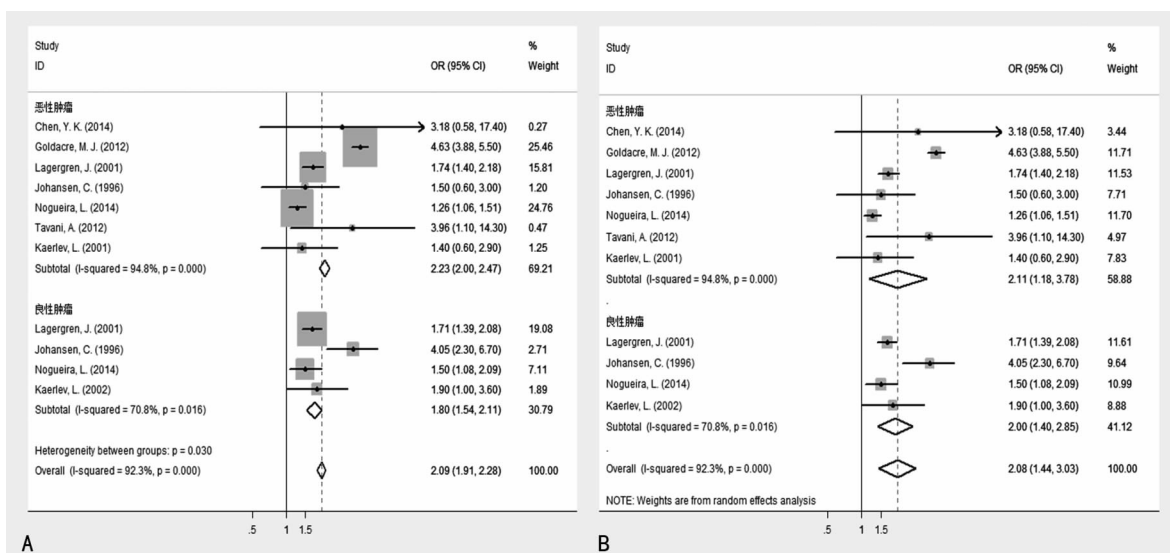 Study %
ID OR (95% CI) Weight
恶性肿瘤
Chen, Y. K. (2014) 3.18 (0.58, 17.40) 0.27
Goldacre, M. J. (2012) 4.63 (3.88, 5.50) 25.46
Lagergren, J. (2001) 1.74 (1.40, 2.18) 15.81
Johansen, C. (1996) 1.50 (0.60, 3.00) 1.20
Nogueira, L. (2014) 1.26 (1.06, 1.51) 24.76
Tavani, A. (2012) 3.96 (1.10, 14.30) 0.47
Kaerlev, L. (2001) 1.40 (0.60, 2.90) 1.25
Subtotal (I-squared = 94.8%, p = 0.000) 2.23 (2.00, 2.47) 69.21
良性肿瘤
Lagergren, J. (2001) 1.71 (1.39, 2.08) 19.08
Johansen, C. (1996) 4.05 (2.30, 6.70) 2.71
Nogueira, L. (2014) 1.50 (1.08, 2.09) 7.11
Kaerlev, L. (2002) 1.90 (1.00, 3.60) 1.89
Subtotal (I-squared = 70.8%, p = 0.016) 1.80 (1.54, 2.11) 30.79
Heterogeneity between groups: p = 0.030
Overall (I-squared = 92.3%, p = 0.000) 2.09 (1.91, 2.28) 100.00
.5 1 1.5
A
Study %
ID OR (95% CI) Weight
恶性肿瘤
Chen, Y. K. (2014) 3.18 (0.58, 17.40) 3.44
Goldacre, M. J. (2012) 4.63 (3.88, 5.50) 11.71
Lagergren, J. (2001) 1.74 (1.40, 2.18) 11.53
Johansen, C. (1996) 1.50 (0.60, 3.00) 7.71
Nogueira, L. (2014) 1.26 (1.06, 1.51) 11.70
Tavani, A. (2012) 3.96 (1.10, 14.30) 4.97
Kaerlev, L. (2001) 1.40 (0.60, 2.90) 7.83
Subtotal (I-squared = 94.8%, p = 0.000) 2.11 (1.18, 3.78) 58.88
.
良性肿瘤
Lagergren, J. (2001) 1.71 (1.39, 2.08) 11.61
Johansen, C. (1996) 4.05 (2.30, 6.70) 9.64
Nogueira, L. (2014) 1.50 (1.08, 2.09) 10.99
Kaerlev, L. (2002) 1.90 (1.00, 3.60) 8.88
Subtotal (I-squared = 70.8%, p = 0.016) 2.00 (1.40, 2.85) 41.12
.
Overall (I-squared = 92.3%, p = 0.000) 2.08 (1.44, 3.03) 100.00
NOTE: Weights are from random effects analysis
.5 1 1.5
B